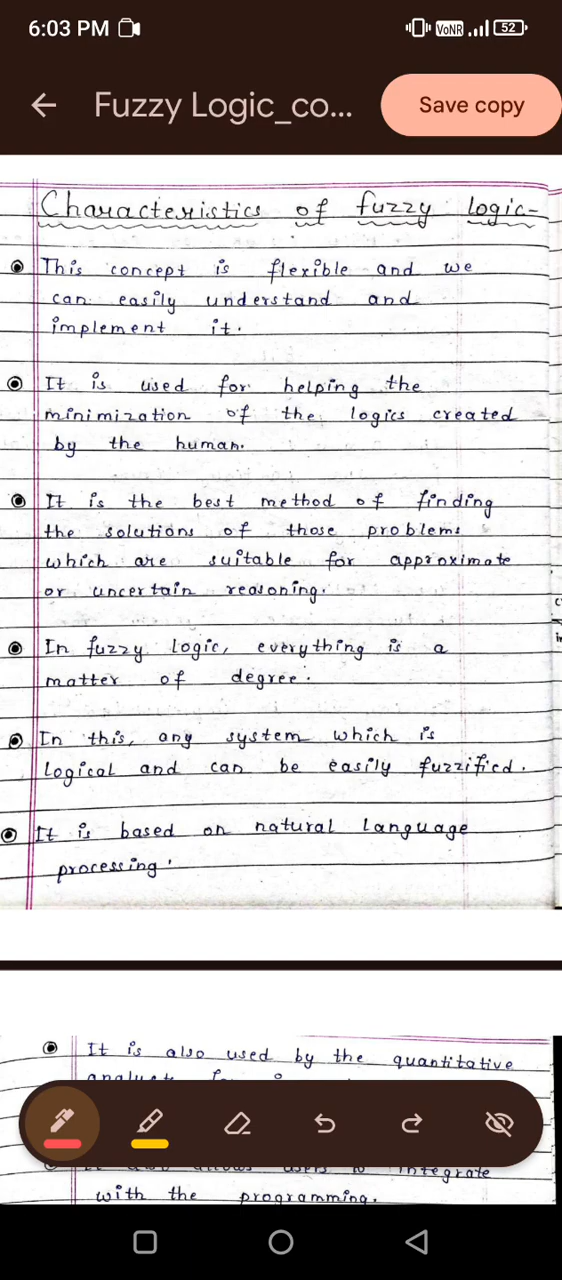 6:03 PM
VoNR
52
Fuzzy Logic_co...
Save copy
Characteristics of fuzzy logic-
This concept is flexible and we
can easily understand and
implement it.
It is used for helping the
minimization of the logics created
by the human.
It is the best method of finding
the solutions of those problems
which are suitable for approximate
or uncertain reasoning.
In fuzzy logic, everything is a
matter of degree.
In this, any system which is
logical and can be easily fuzzified.
It is based on natural language
processing.
It is also used by the quantitative
users to integrate
with the programming.